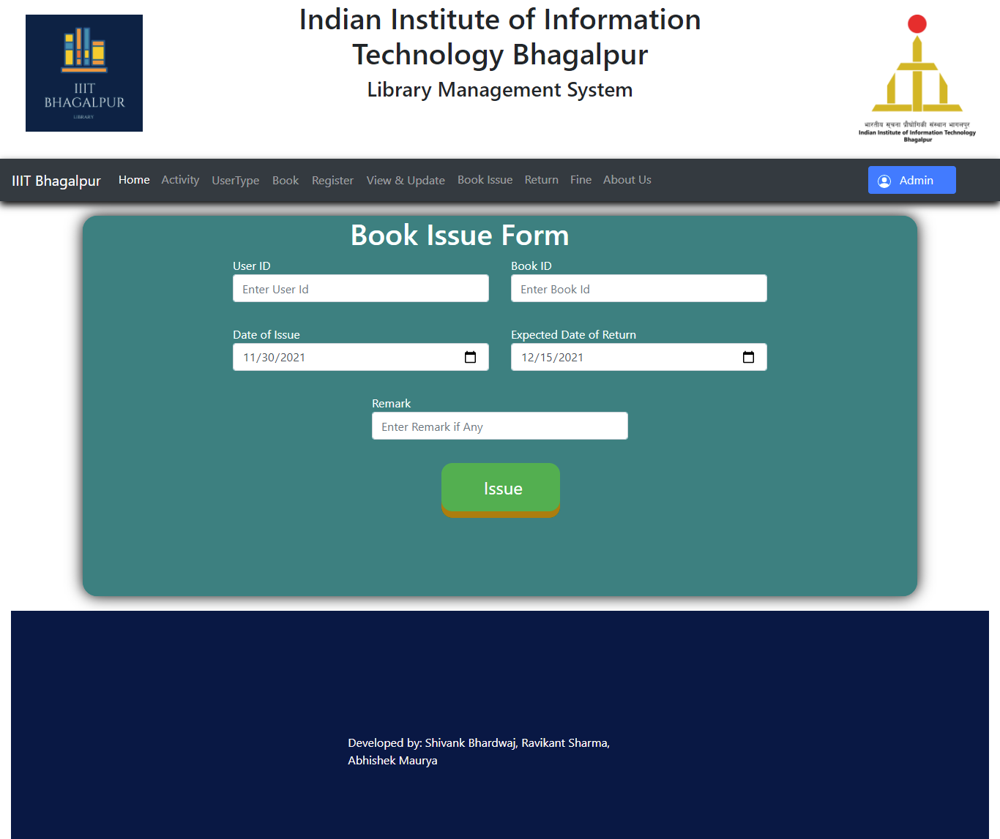 IIIT
BHAGALPUR
LIBRARY
Indian Institute of Information
Technology Bhagalpur
Library Management System
भारतीय सूचना प्रौद्योगिकी संस्थान भागलपुर
Indian Institute of Information Technology
Bhagalpur
IIIT Bhagalpur Home Activity UserType Book Register View & Update Book Issue Return Fine About Us Admin
Book Issue Form
User ID Book ID
Enter User Id Enter Book Id
Date of Issue Expected Date of Return
11/30/2021 12/15/2021
Remark
Enter Remark if Any
Issue
Developed by: Shivank Bhardwaj, Ravikant Sharma,
Abhishek Maurya